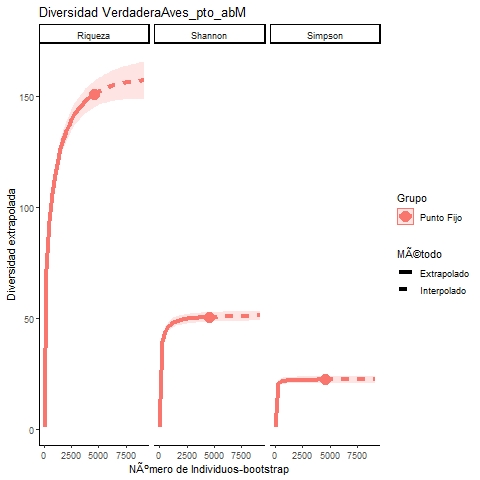 Diversidad VerdaderaAves_pto_abM
Riqueza
Shannon
Simpson
Diversidad extrapolada
150
100
50
0
0 2500 5000 7500
0 2500 5000 7500
0 2500 5000 7500
NÃºmero de Individuos-bootstrap
Grupo
Punto Fijo
MÃ©todo
Extrapolado
Interpolado